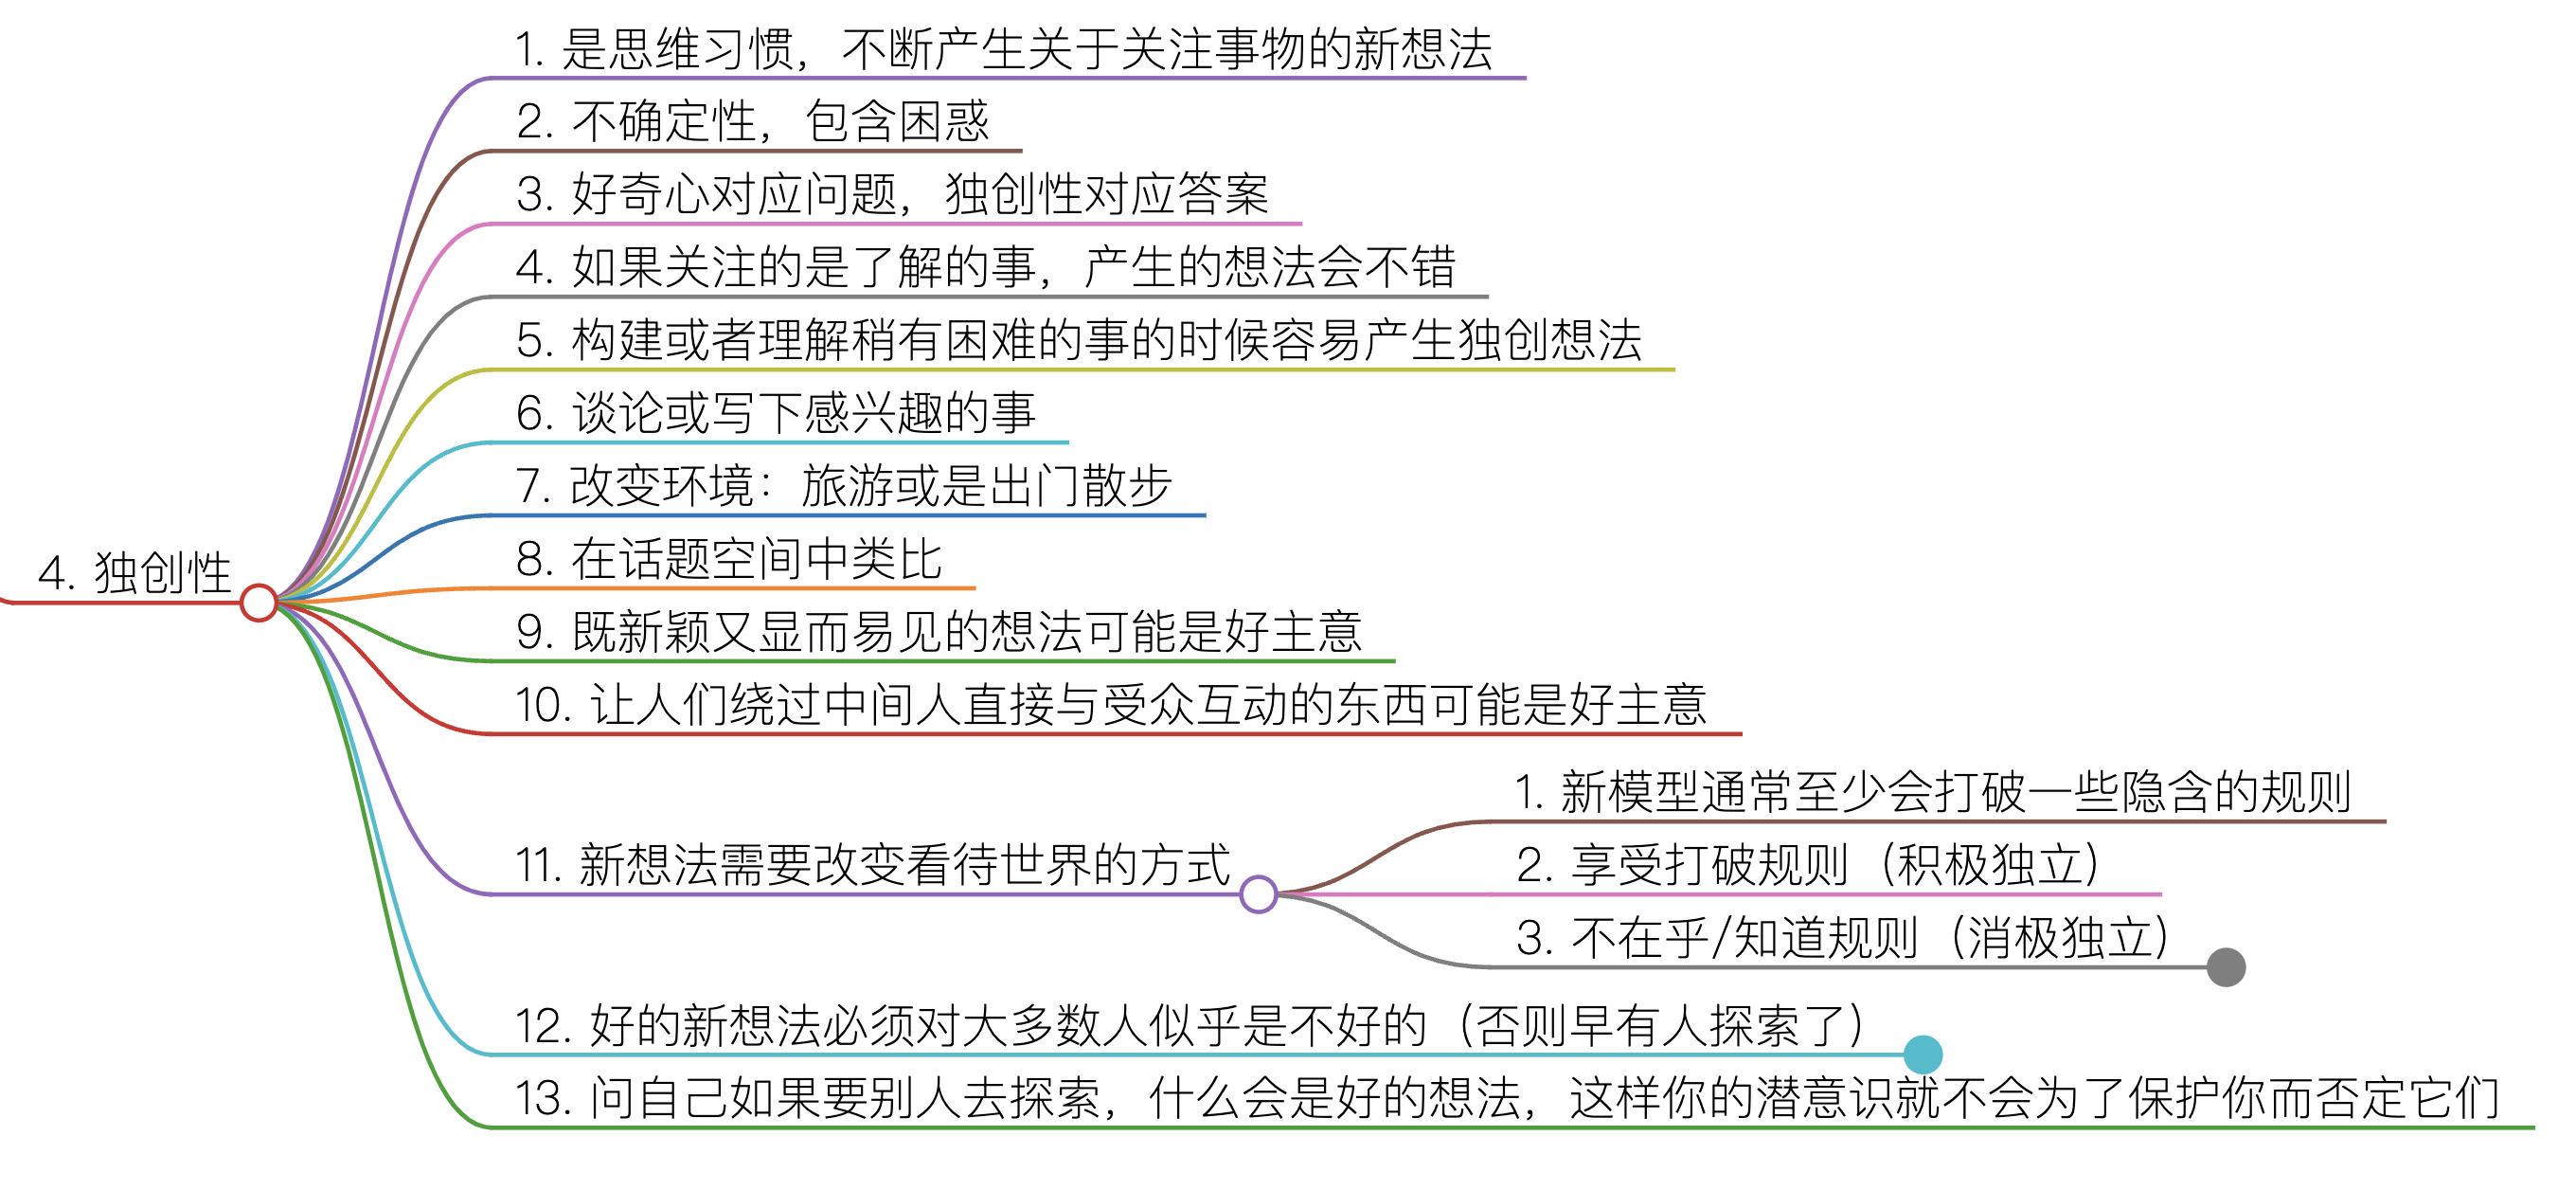 4. 独创性
1. 是思维习惯，不断产生关于关注事物的新想法
2. 不确定性，包含困惑
3. 好奇心对应问题，独创性对应答案
4. 如果关注的是了解的事，产生的想法会不错
5. 构建或者理解稍有困难的事的时候容易产生独创想法
6. 谈论或写下感兴趣的事
7. 改变环境：旅游或是出门散步
8. 在话题空间中类比
9. 既新颖又显而易见的想法可能是好主意
10. 让人们绕过中间人直接与受众互动的东西可能是好主意
11. 新想法需要改变看待世界的方式
1. 新模型通常至少会打破一些隐含的规则
2. 享受打破规则（积极独立）
3. 不在乎/知道规则（消极独立）
12. 好的新想法必须对大多数人似乎是不好的（否则早有人探索了）
13. 问自己如果要别人去探索，什么会是好的想法，这样你的潜意识就不会为了保护你而否定它们